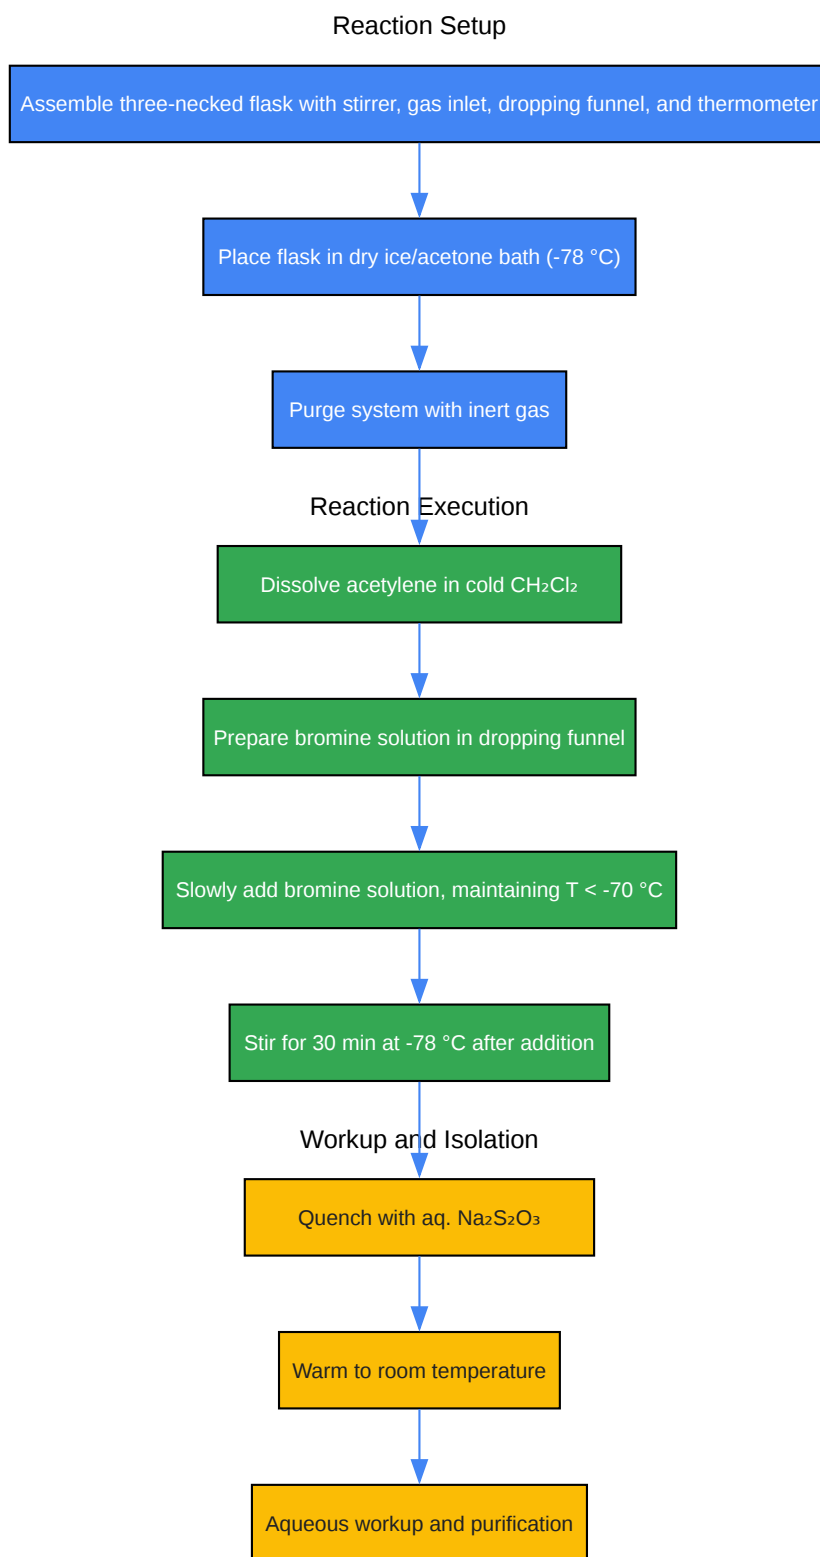 Reaction Setup
Assemble three-necked flask with stirrer, gas inlet, dropping funnel, and thermometer
Place flask in dry ice/acetone bath (-78 °C)
Purge system with inert gas
Reaction Execution
Dissolve acetylene in cold CH₂Cl₂
Prepare bromine solution in dropping funnel
Slowly add bromine solution, maintaining T < -70 °C
Stir for 30 min at -78 °C after addition
Workup and Isolation
Quench with aq. Na₂S₂O₃
Warm to room temperature
Aqueous workup and purification